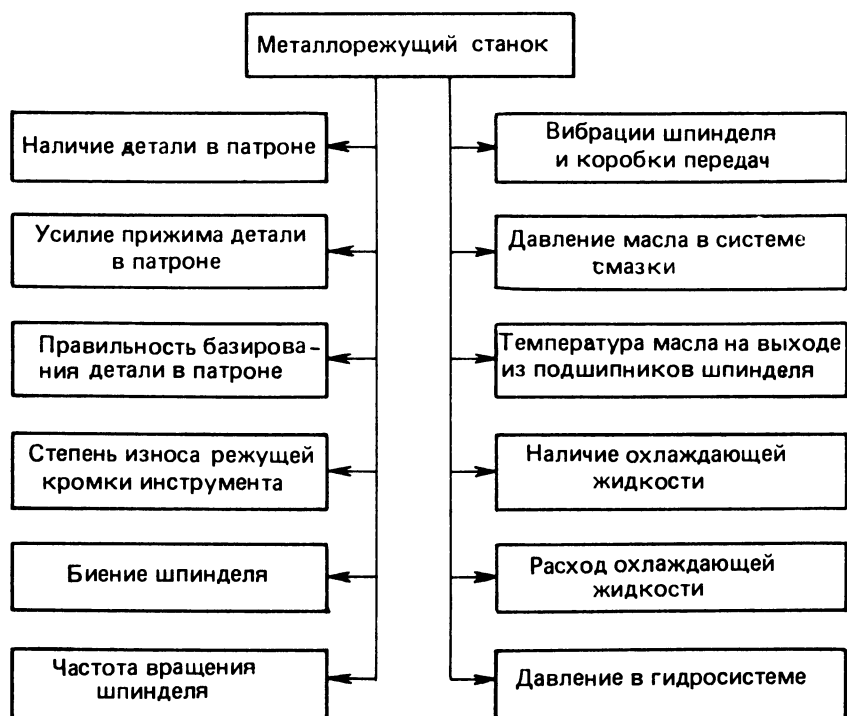 Металлорежущий станок
Наличие детали в патроне
Усилие прижима детали
в патроне
Правильность базирова-
ния детали в патроне
Степень износа режущей
кромки инструмента
Биение шпинделя
Частота вращения
шпинделя
Вибрации шпинделя
и коробки передач
Давление масла в системе
смазки
Температура масла на выходе
из подшипников шпинделя
Наличие охлаждающей
жидкости
Расход охлаждающей
жидкости
Давление в гидросистеме